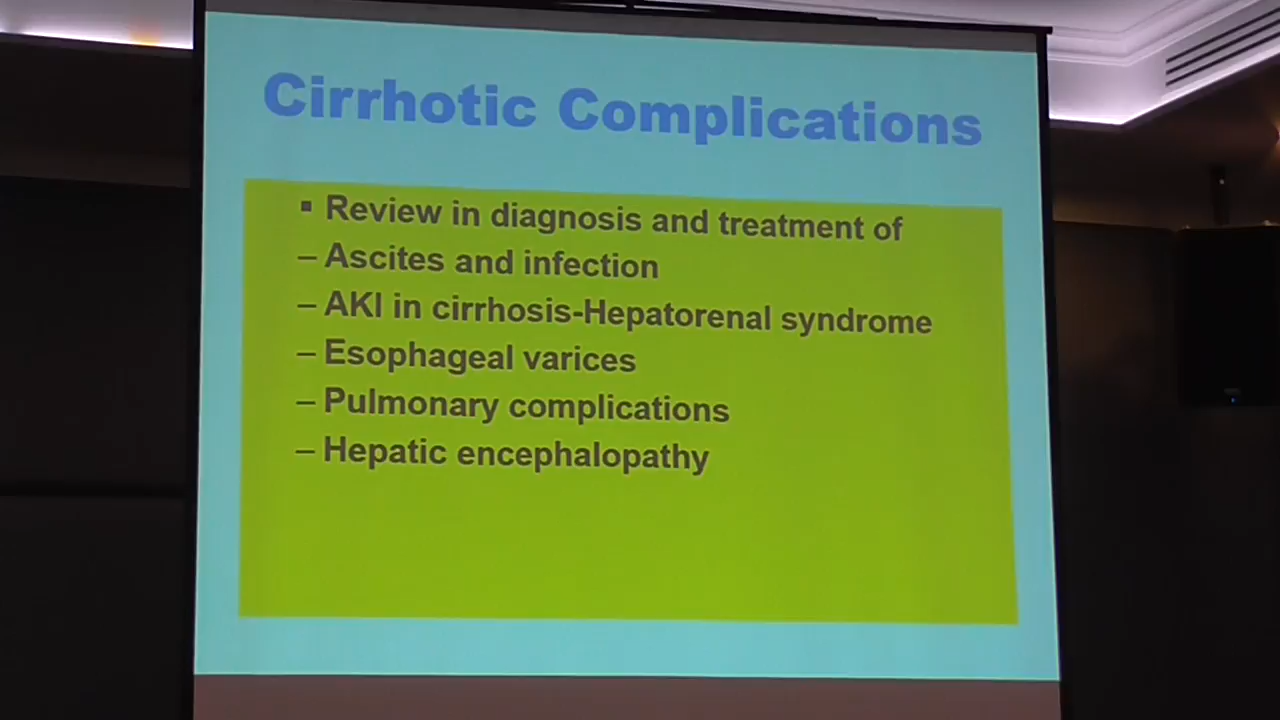 Cirrhotic Complications
▪ Review in diagnosis and treatment of
– Ascites and infection
– AKI in cirrhosis-Hepatorenal syndrome
– Esophageal varices
– Pulmonary complications
– Hepatic encephalopathy